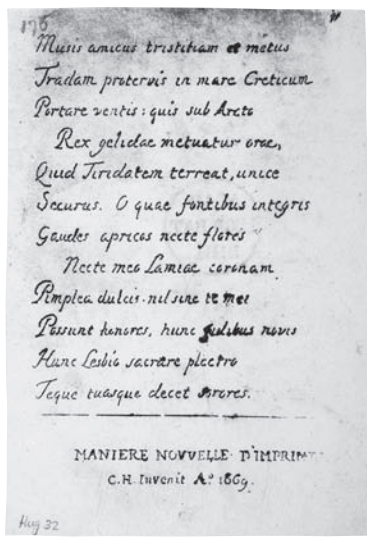 176
Musis amicus tristitiam et metus
Tradam protervis in mare Creticum
Portare ventis: quis sub Arcto
Rex gelidae metuatur orae,
Quid Tiridatem terreat, unice
Securus. O quae fontibus integris
Gaudes apricos necte flores
Necte meo Lamiae coronam
Pimplea dulcis. nil sine te mei
Possunt honores, hunc fidibus novis
Hunc Lesbio sacrare plectro
Teque tuasque decet sorores.
MANIERE NOVVELLE D'IMPRIM
C.H. Invenit Aº 1669.
Hug 32